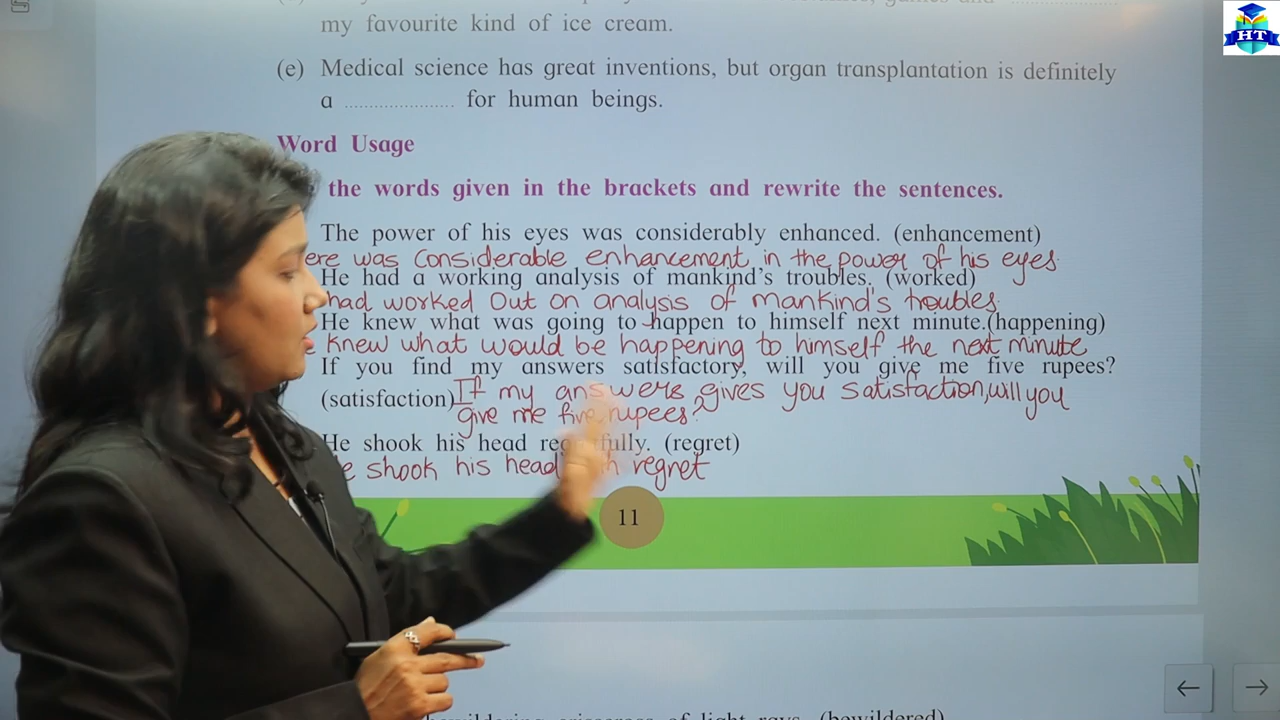 my favourite kind of ice cream.
(e) Medical science has great inventions, but organ transplantation is definitely
a .................... for human beings.
Word Usage
the words given in the brackets and rewrite the sentences.
The power of his eyes was considerably enhanced. (enhancement)
ere was considerable enhancement in the power of his eyes.
He had a working analysis of mankind's troubles. (worked)
had worked out on analysis of mankind's troubles.
He knew what was going to happen to himself next minute.(happening)
knew what would be happening to himself the next minute
If you find my answers satisfactory, will you give me five rupees?
(satisfaction) If my answers gives you satisfaction, will you
give me five rupees?
He shook his head fully. (regret)
shook his head regret
11
bewildering crisscross of light rays. (bewildered)
HT